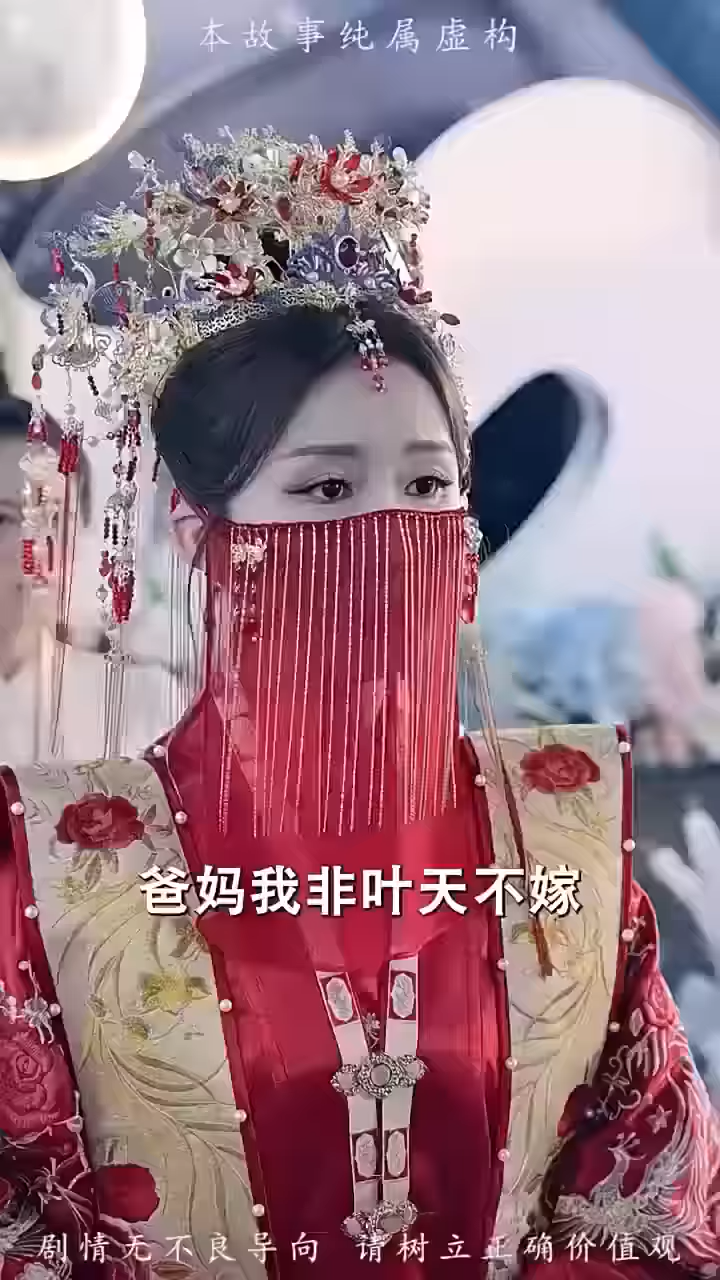 本故事纯属虚构
爸妈我非叶天不嫁
剧情无不良导向 请树立正确价值观